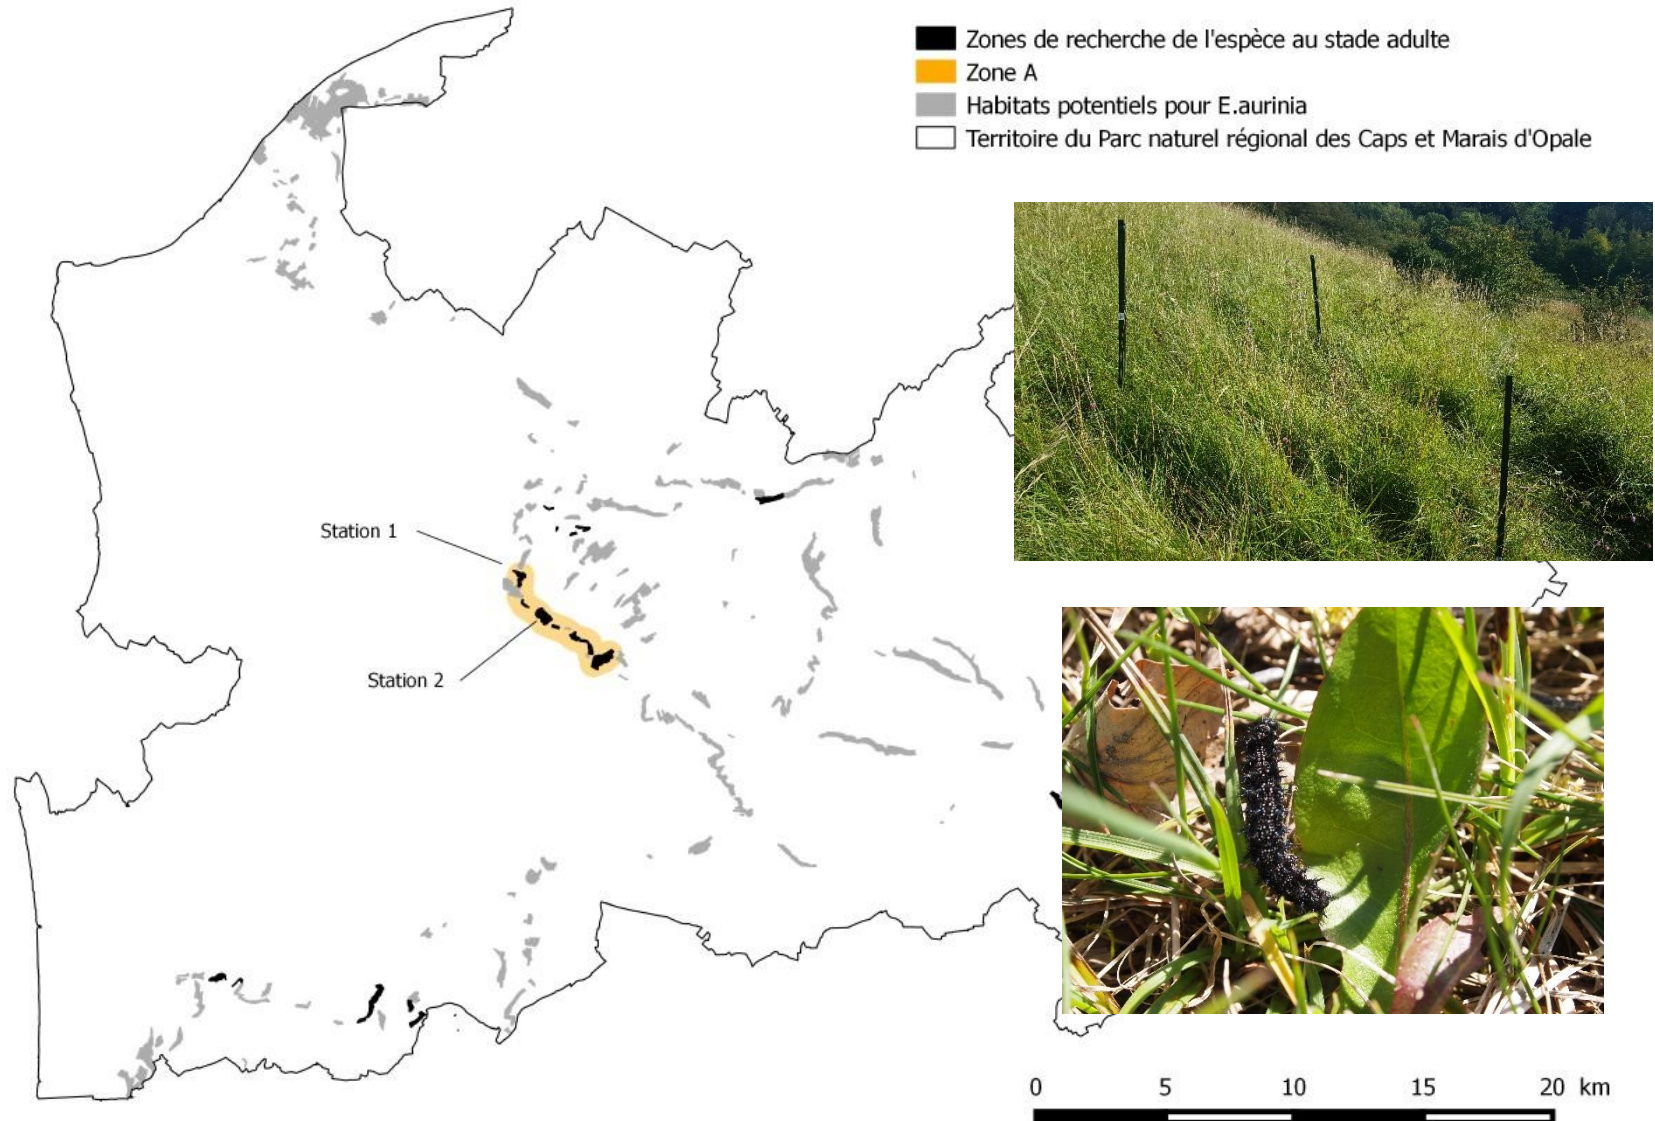 Zones de recherche de l'espèce au stade adulte
Zone A
Habitats potentiels pour E.aurinia
Territoire du Parc naturel régional des Caps et Marais d'Opale
Station 1
Station 2
0 5 10 15 20 km